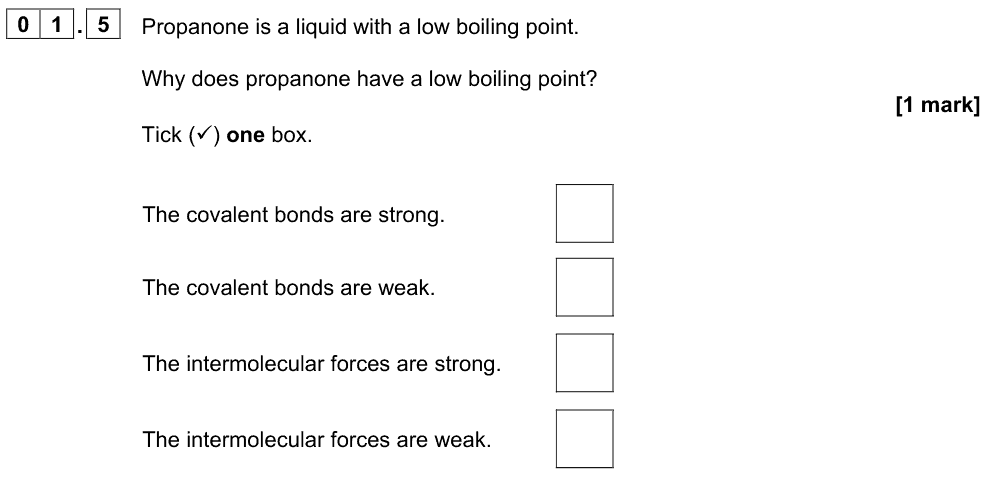 01.5 Propanone is a liquid with a low boiling point.
Why does propanone have a low boiling point?
[1 mark]
Tick (✓) one box.
The covalent bonds are strong.
The covalent bonds are weak.
The intermolecular forces are strong.
The intermolecular forces are weak.